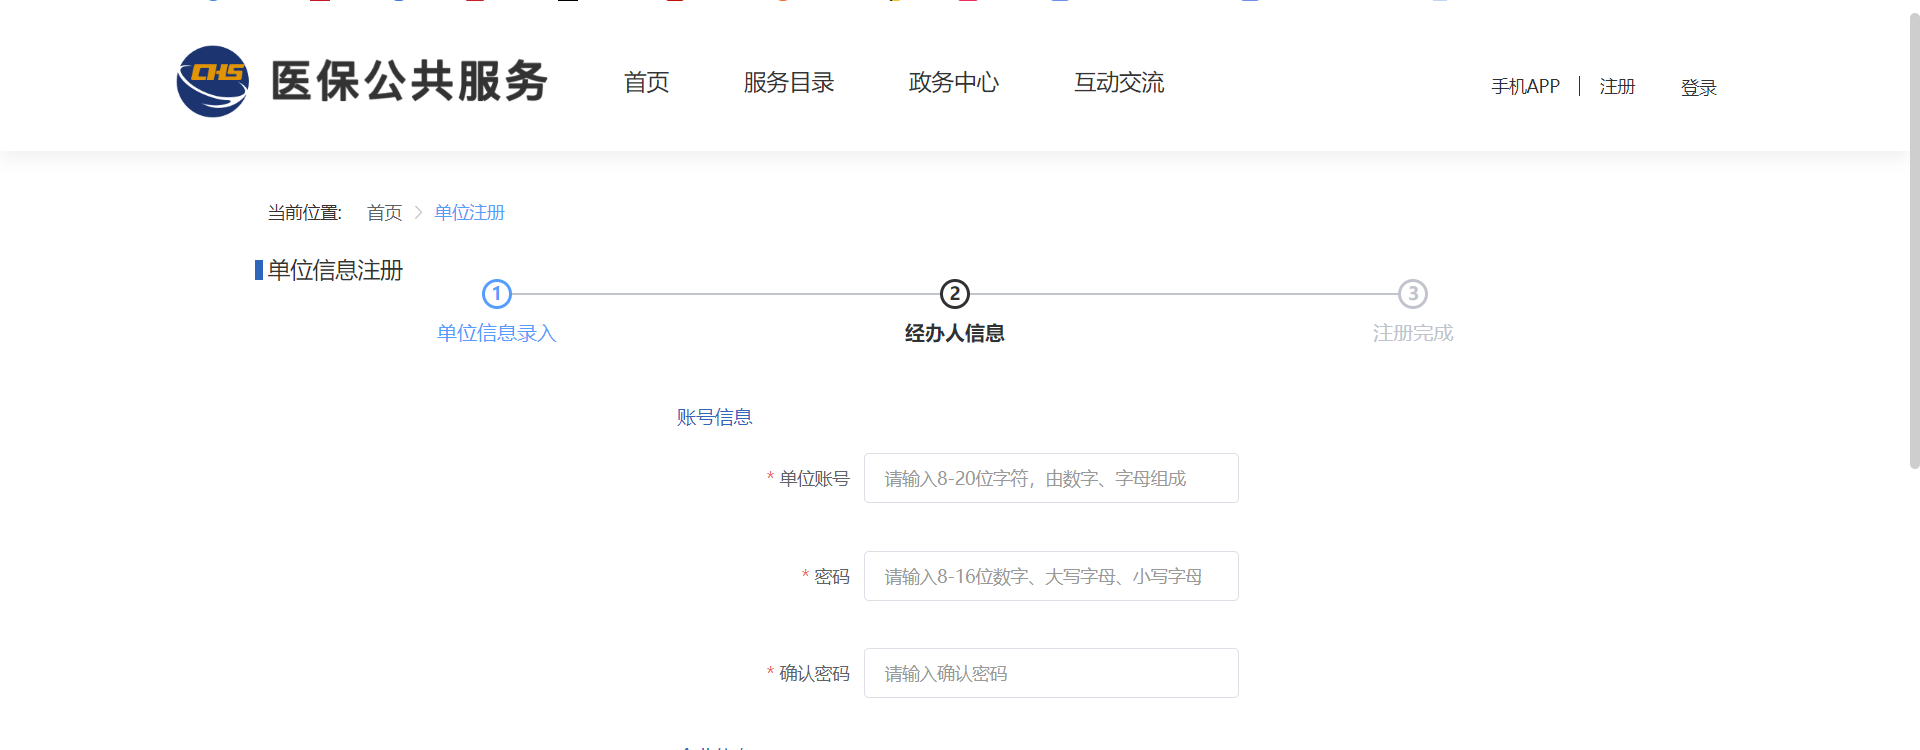 CHS 医保公共服务 首页 服务目录 政务中心 互动交流 手机APP 注册 登录
当前位置: 首页 > 单位注册
单位信息注册
1 2 3
单位信息录入 经办人信息 注册完成
账号信息
* 单位账号 请输入8-20位字符，由数字、字母组成
* 密码 请输入8-16位数字、大写字母、小写字母
* 确认密码 请输入确认密码